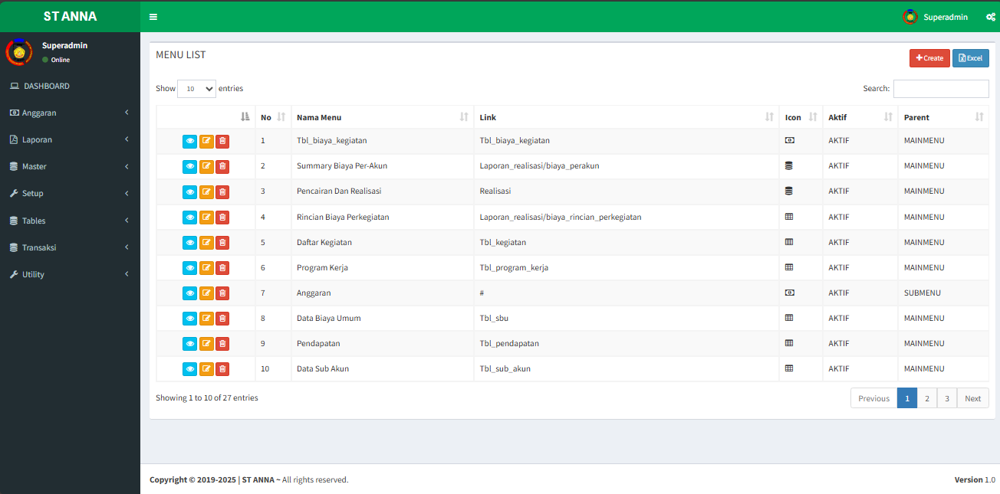 ST ANNA
Superadmin
Superadmin
Online
DASHBOARD
Anggaran
Laporan
Master
Setup
Tables
Transaksi
Utility
MENU LIST
Create Excel
Show 10 entries Search:
No Nama Menu Link Icon Aktif Parent
1 Tbl_biaya_kegiatan Tbl_biaya_kegiatan AKTIF MAINMENU
2 Summary Biaya Per-Akun Laporan_realisasi/biaya_perakun AKTIF MAINMENU
3 Pencairan Dan Realisasi Realisasi AKTIF MAINMENU
4 Rincian Biaya Perkegiatan Laporan_realisasi/biaya_rincian_perkegiatan AKTIF MAINMENU
5 Daftar Kegiatan Tbl_kegiatan AKTIF MAINMENU
6 Program Kerja Tbl_program_kerja AKTIF MAINMENU
7 Anggaran # AKTIF SUBMENU
8 Data Biaya Umum Tbl_sbu AKTIF MAINMENU
9 Pendapatan Tbl_pendapatan AKTIF MAINMENU
10 Data Sub Akun Tbl_sub_akun AKTIF MAINMENU
Showing 1 to 10 of 27 entries Previous 1 2 3 Next
Copyright © 2019-2025 | ST ANNA ~ All rights reserved. Version 1.0